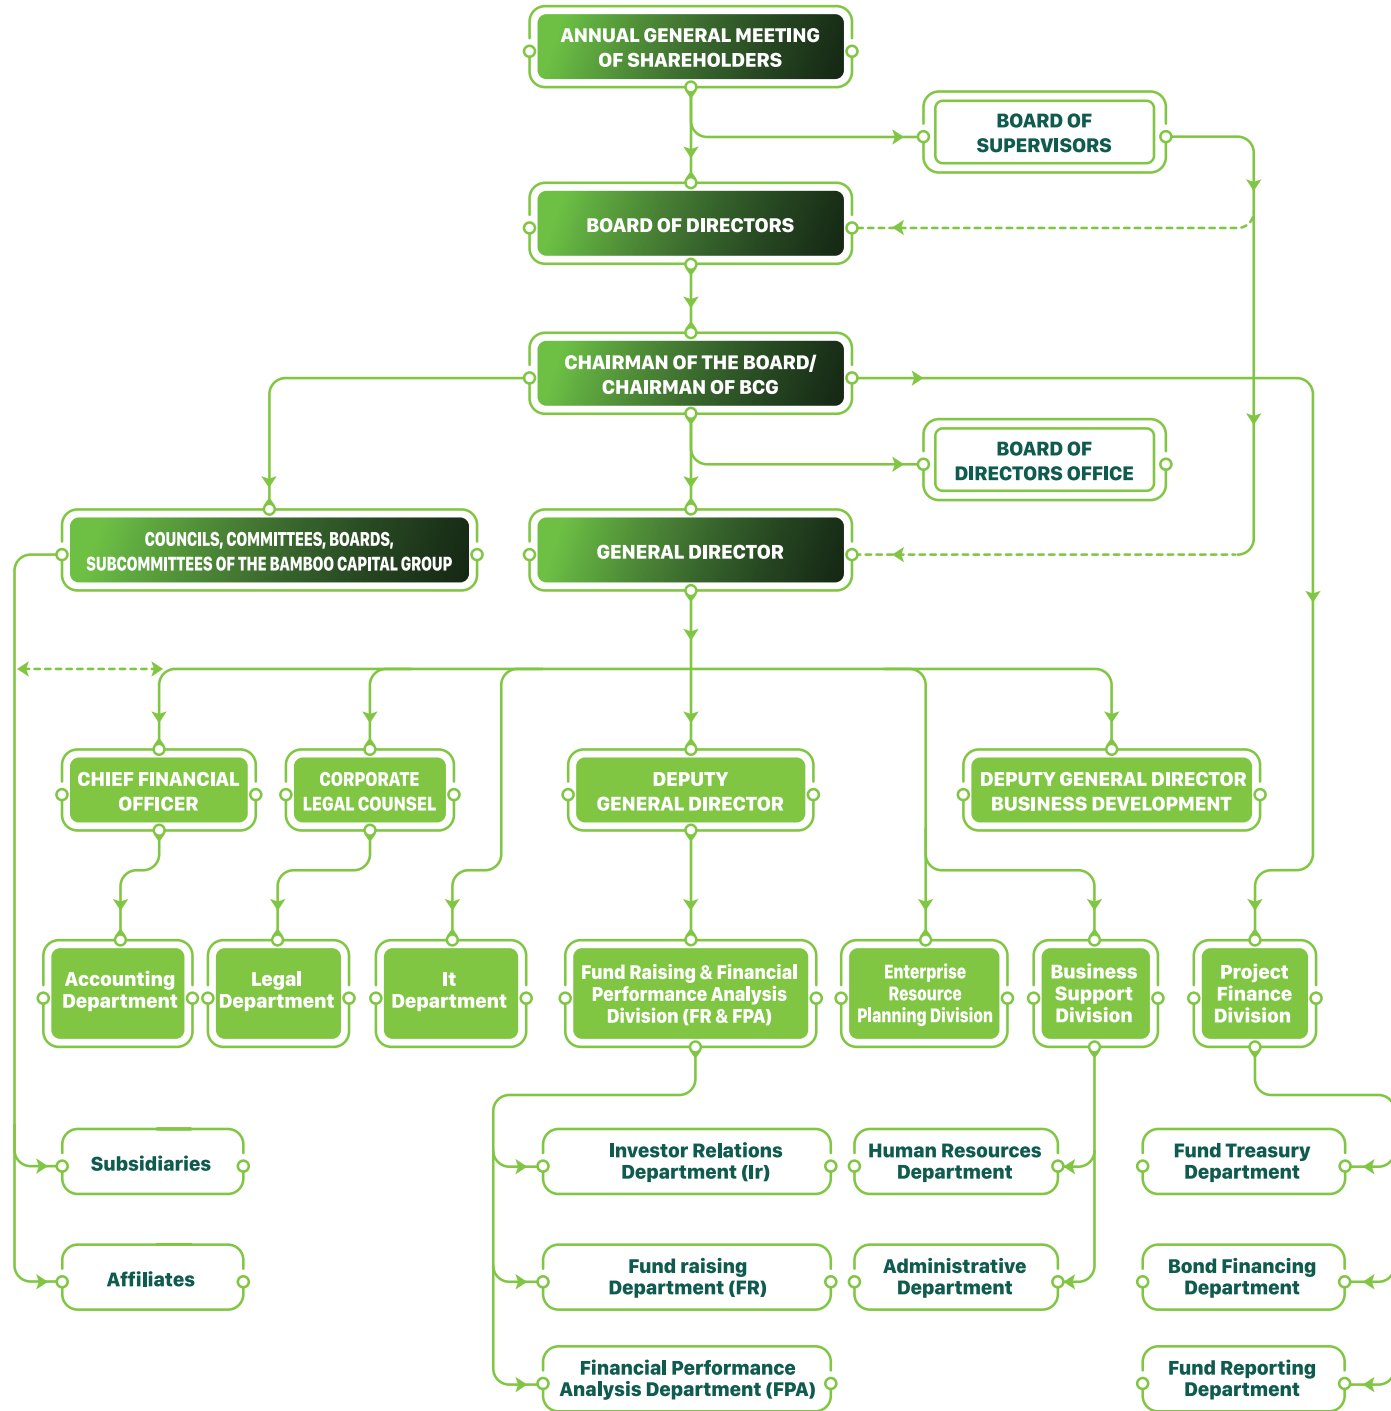 ANNUAL GENERAL MEETING
OF SHAREHOLDERS
BOARD OF
SUPERVISORS
BOARD OF DIRECTORS
CHAIRMAN OF THE BOARD/
CHAIRMAN OF BCG
BOARD OF
DIRECTORS OFFICE
COUNCILS, COMMITTEES, BOARDS,
SUBCOMMITTEES OF THE BAMBOO CAPITAL GROUP
GENERAL DIRECTOR
CHIEF FINANCIAL
OFFICER
CORPORATE
LEGAL COUNSEL
DEPUTY
GENERAL DIRECTOR
DEPUTY GENERAL DIRECTOR
BUSINESS DEVELOPMENT
Accounting
Department
Legal
Department
It
Department
Fund Raising & Financial
Performance Analysis
Division (FR & FPA)
Enterprise
Resource
Planning Division
Business
Support
Division
Project
Finance
Division
Subsidiaries
Investor Relations
Department (Ir)
Human Resources
Department
Fund Treasury
Department
Affiliates
Fund raising
Department (FR)
Administrative
Department
Bond Financing
Department
Financial Performance
Analysis Department (FPA)
Fund Reporting
Department